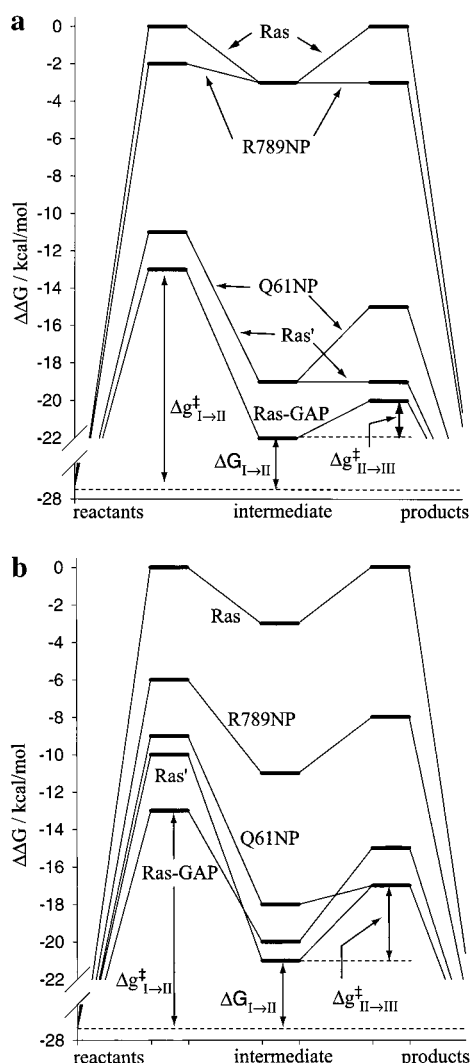 a
0
-2
-4
-6
-8
-10
-12
-14
-16
-18
-20
-22
-28
ΔΔG / kcal/mol
Ras
R789NP
Q61NP
Ras'
Ras-GAP
Δg‡I→II
ΔGI→II
Δg‡II→III
reactants intermediate products
b
0
-2
-4
-6
-8
-10
-12
-14
-16
-18
-20
-22
-28
ΔΔG / kcal/mol
Ras
R789NP
Ras'
Q61NP
Ras-GAP
Δg‡I→II
ΔGI→II
Δg‡II→III
reactants intermediate products